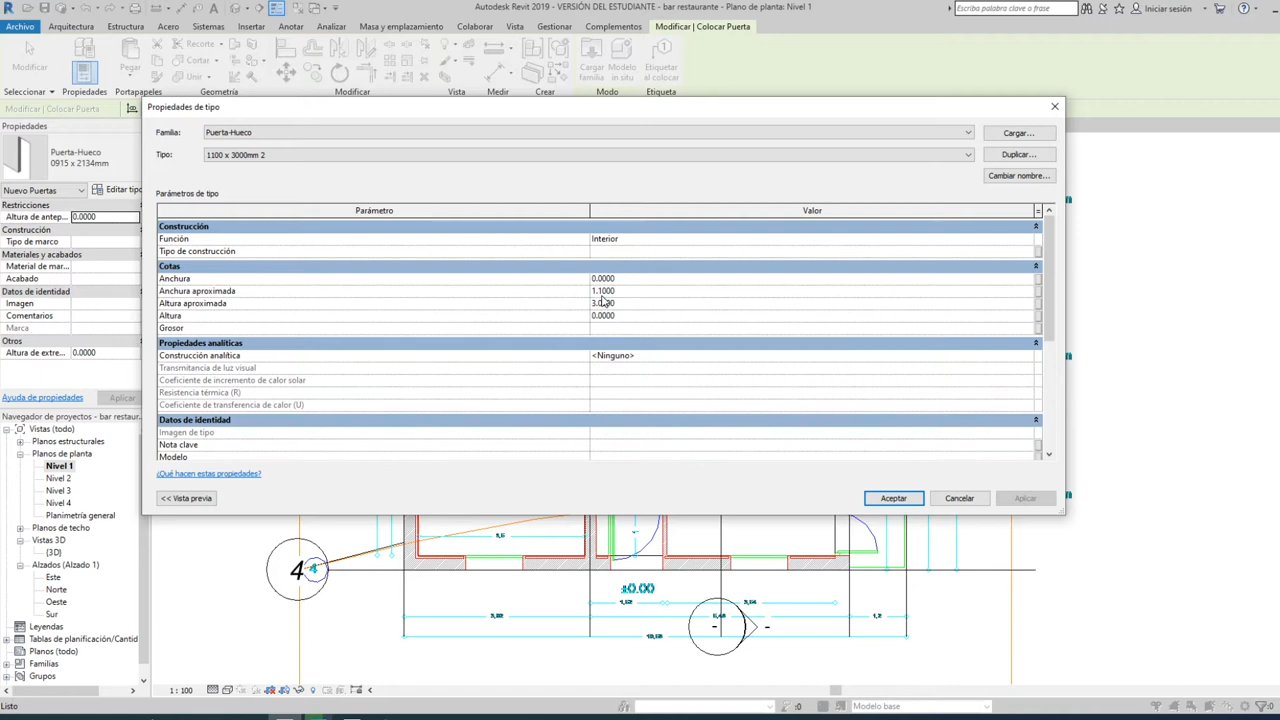 Autodesk Revit 2019 - VERSIÓN DEL ESTUDIANTE - bar restaurante - Plano de planta: Nivel 1
Escriba palabra clave o frase
Iniciar sesión
Archivo Arquitectura Estructura Acero Sistemas Insertar Anotar Analizar Masa y emplazamiento Colaborar Vista Gestionar Complementos Modificar | Colocar Puerta
Modificar
Propiedades
Pegar
Recorte
Cortar
Unir
Cargar familia
Modelo in situ
Etiquetar al colocar
Seleccionar Propiedades Portapapeles Geometría Modificar Vista Medir Crear Modo Etiqueta
Modificar | Colocar Puerta
Propiedades
Puerta-Hueco
0915 x 2134mm
Nuevo Puertas
Editar tipo
Restricciones
Altura de antep... 0.0000
Construcción
Tipo de marco
Materiales y acabados
Material de mar...
Acabado
Datos de identidad
Imagen
Comentarios
Marca
Otros
Altura de extre... 0.0000
Ayuda de propiedades
Aplicar
Navegador de proyectos - bar restaur...
Vistas (todo)
Planos estructurales
Planos de planta
Nivel 1
Nivel 2
Nivel 3
Nivel 4
Planimetría general
Planos de techo
Vistas 3D
{3D}
Alzados (Alzado 1)
Este
Norte
Oeste
Sur
Leyendas
Tablas de planificación/Cantid
Planos (todo)
Familias
Grupos
Propiedades de tipo
Familia: Puerta-Hueco
Cargar...
Tipo: 1100 x 3000mm 2
Duplicar...
Cambiar nombre...
Parámetros de tipo
Parámetro Valor =
Construcción
Función Interior
Tipo de construcción
Cotas
Anchura 0.0000
Anchura aproximada 1.1000
Altura aproximada
Altura 0.0000
Grosor
Propiedades analíticas
Construcción analítica <Ninguno>
Transmitancia de luz visual
Coeficiente de incremento de calor solar
Resistencia térmica (R)
Coeficiente de transferencia de calor (U)
Datos de identidad
Imagen de tipo
Nota clave
Modelo
¿Qué hacen estas propiedades?
<< Vista previa
Aceptar
Cancelar
Aplicar
4
±0.00
1 : 100
Listo
:0
Modelo base
:0